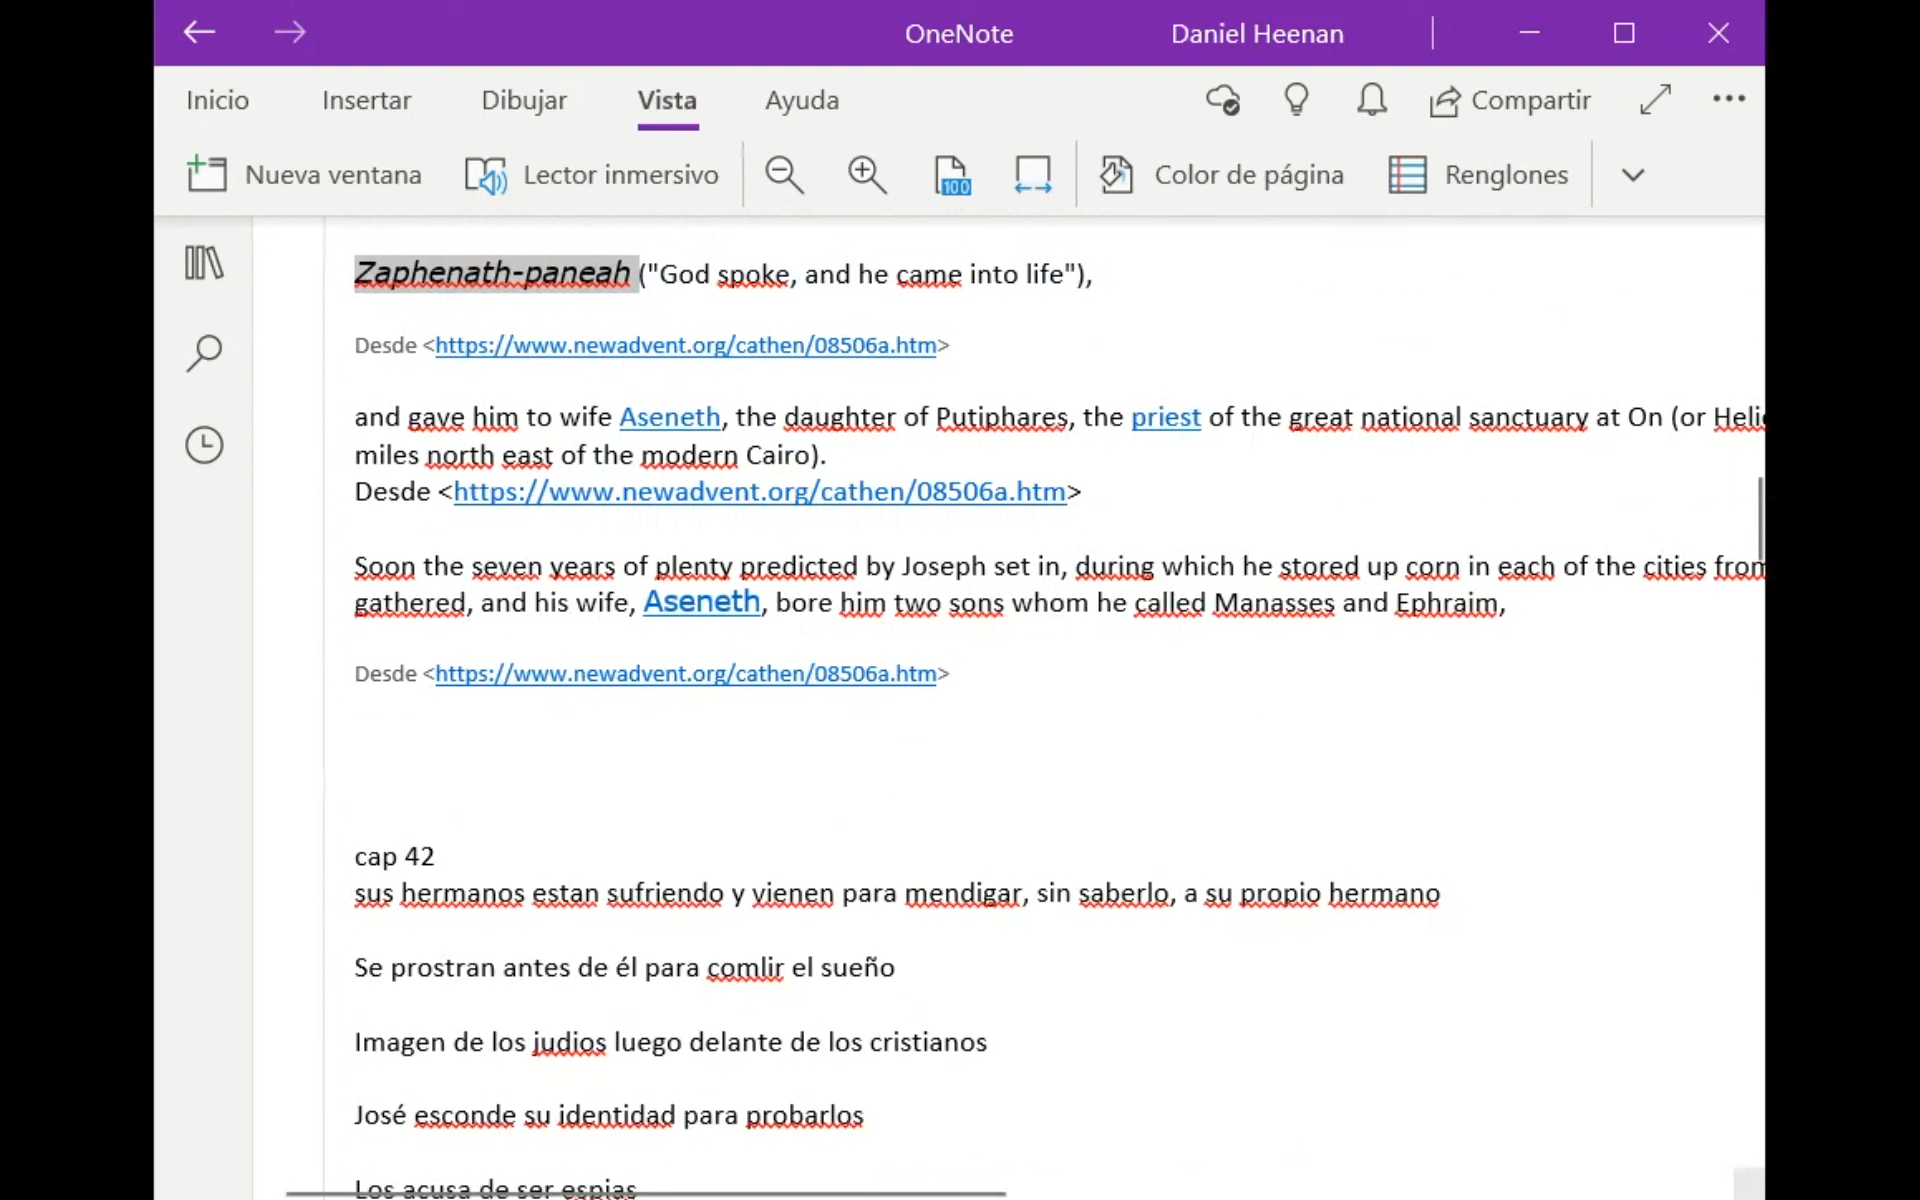 OneNote
Daniel Heenan
Inicio Insertar Dibujar Vista Ayuda Compartir
Nueva ventana Lector inmersivo 100 Color de página Renglones
Zaphenath-paneah ("God spoke, and he came into life"),
Desde <https://www.newadvent.org/cathen/08506a.htm>
and gave him to wife Aseneth, the daughter of Putiphares, the priest of the great national sanctuary at On (or
miles north east of the modern Cairo).
Desde <https://www.newadvent.org/cathen/08506a.htm>
Soon the seven years of plenty predicted by Joseph set in, during which he stored up corn in each of the cities from
gathered, and his wife, Aseneth, bore him two sons whom he called Manasses and Ephraim,
Desde <https://www.newadvent.org/cathen/08506a.htm>
cap 42
sus hermanos estan sufriendo y vienen para mendigar, sin saberlo, a su propio hermano
Se prostran antes de él para comlir el sueño
Imagen de los judios luego delante de los cristianos
José esconde su identidad para probarlos
Los acusa de ser espias